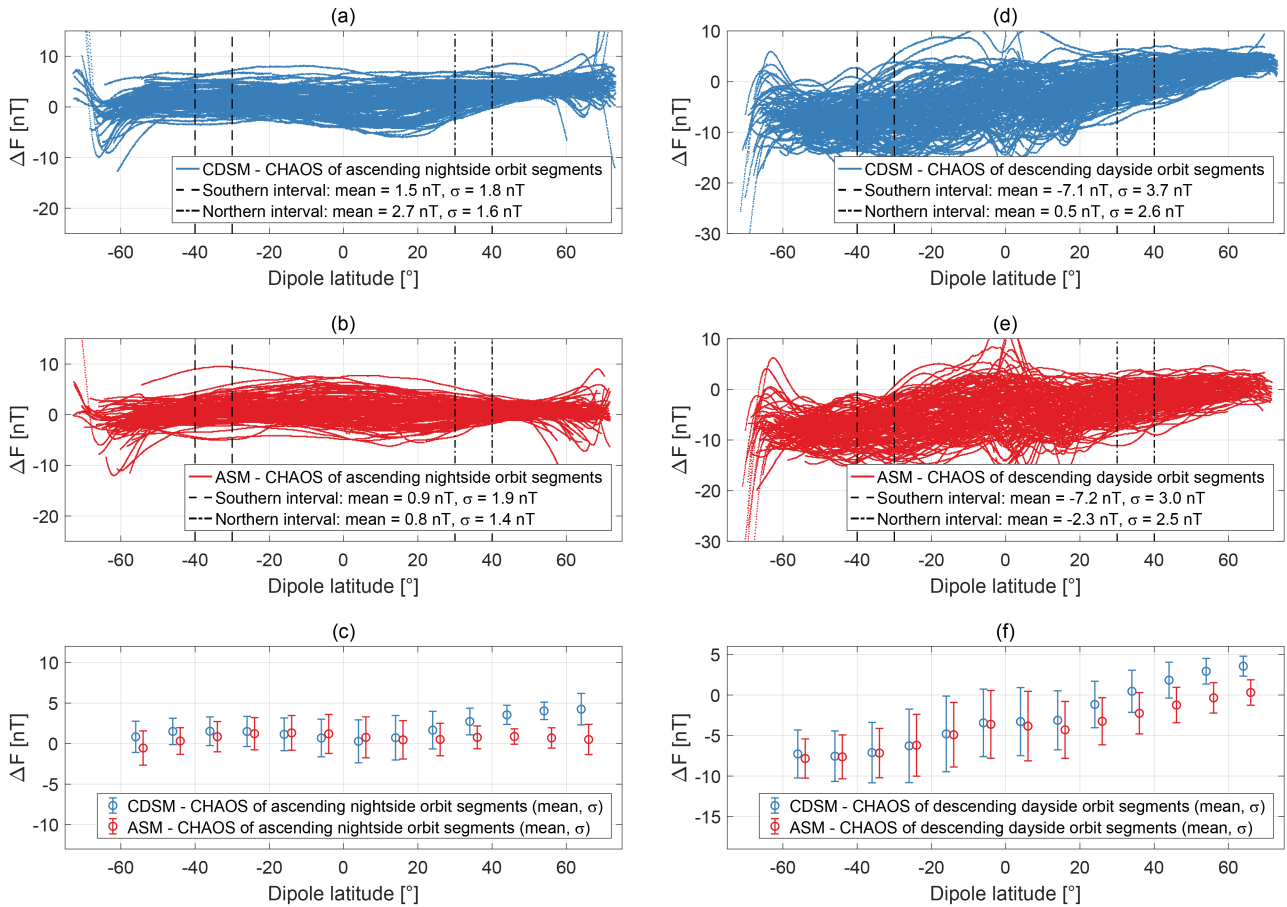 (a)
10
0
-10
-20
ΔF [nT]
CDSM - CHAOS of ascending nightside orbit segments
Southern interval: mean = 1.5 nT, σ = 1.8 nT
Northern interval: mean = 2.7 nT, σ = 1.6 nT
-60 -40 -20 0 20 40 60
Dipole latitude [°]
(d)
10
0
-10
-20
-30
ΔF [nT]
CDSM - CHAOS of descending dayside orbit segments
Southern interval: mean = -7.1 nT, σ = 3.7 nT
Northern interval: mean = 0.5 nT, σ = 2.6 nT
-60 -40 -20 0 20 40 60
Dipole latitude [°]
(b)
10
0
-10
-20
ΔF [nT]
ASM - CHAOS of ascending nightside orbit segments
Southern interval: mean = 0.9 nT, σ = 1.9 nT
Northern interval: mean = 0.8 nT, σ = 1.4 nT
-60 -40 -20 0 20 40 60
Dipole latitude [°]
(e)
10
0
-10
-20
-30
ΔF [nT]
ASM - CHAOS of descending dayside orbit segments
Southern interval: mean = -7.2 nT, σ = 3.0 nT
Northern interval: mean = -2.3 nT, σ = 2.5 nT
-60 -40 -20 0 20 40 60
Dipole latitude [°]
(c)
10
5
0
-5
-10
ΔF [nT]
CDSM - CHAOS of ascending nightside orbit segments (mean, σ)
ASM - CHAOS of ascending nightside orbit segments (mean, σ)
-60 -40 -20 0 20 40 60
Dipole latitude [°]
(f)
5
0
-5
-10
-15
ΔF [nT]
CDSM - CHAOS of descending dayside orbit segments (mean, σ)
ASM - CHAOS of descending dayside orbit segments (mean, σ)
-60 -40 -20 0 20 40 60
Dipole latitude [°]